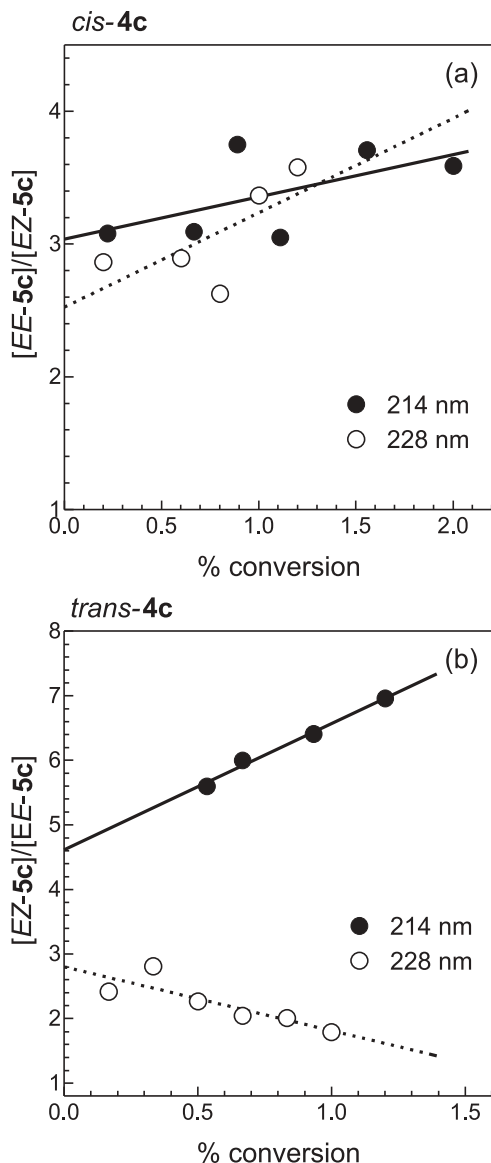 cis-4c
(a)
4
3
2
1
[EE-5c]/[EZ-5c]
214 nm
228 nm
0.0 0.5 1.0 1.5 2.0
% conversion
trans-4c
(b)
8
7
6
5
4
3
2
1
[EZ-5c]/[EE-5c]
214 nm
228 nm
0.0 0.5 1.0 1.5
% conversion